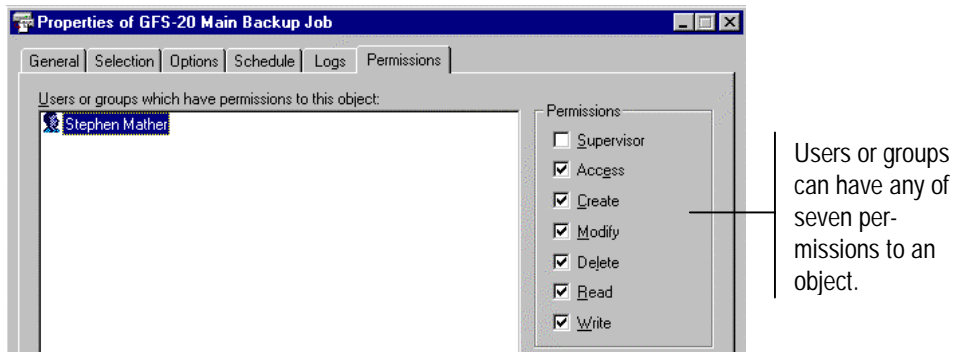 Properties of GFS-20 Main Backup Job
General Selection Options Schedule Logs Permissions
Users or groups which have permissions to this object:
Stephen Mather
Permissions
Supervisor
Access
Create
Modify
Delete
Read
Write
Users or groups
can have any of
seven per-
missions to an
object.